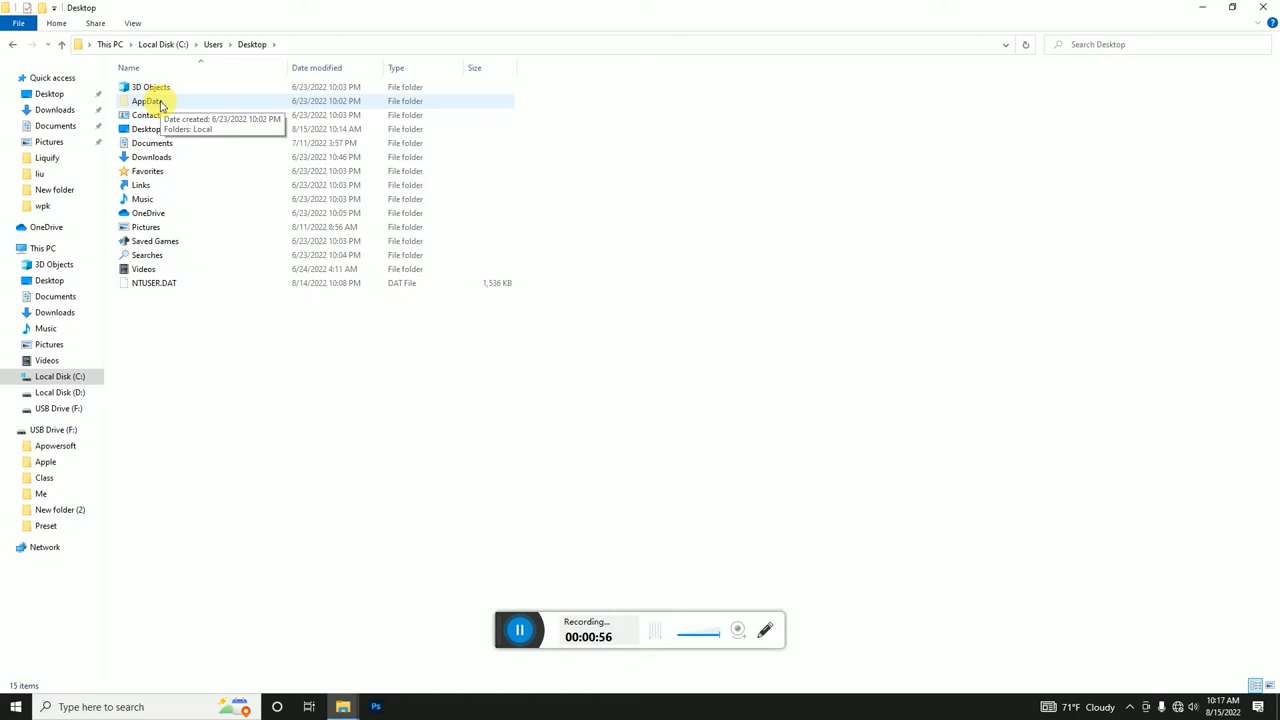 Desktop
File Home Share View
This PC Local Disk (C:) Users Desktop Search Desktop
Name Date modified Type Size
Quick access
Desktop
Downloads
Documents
Pictures
Liquify
liu
New folder
wpk
OneDrive
This PC
3D Objects
Desktop
Documents
Downloads
Music
Pictures
Videos
Local Disk (C:)
Local Disk (D:)
USB Drive (F:)
USB Drive (F:)
Apowersoft
Apple
Class
Me
New folder (2)
Preset
Network
3D Objects 6/23/2022 10:03 PM File folder
AppData 6/23/2022 10:02 PM File folder
Contact 6/23/2022 10:03 PM File folder
Date created: 6/23/2022 10:02 PM
Folders: Local
Desktop 8/15/2022 10:14 AM File folder
Documents 7/11/2022 3:57 PM File folder
Downloads 6/23/2022 10:46 PM File folder
Favorites 6/23/2022 10:03 PM File folder
Links 6/23/2022 10:03 PM File folder
Music 6/23/2022 10:03 PM File folder
OneDrive 6/23/2022 10:05 PM File folder
Pictures 8/11/2022 8:56 AM File folder
Saved Games 6/23/2022 10:03 PM File folder
Searches 6/23/2022 10:04 PM File folder
Videos 6/24/2022 4:11 AM File folder
NTUSER.DAT 8/14/2022 10:08 PM DAT File 1,536 KB
Recording...
00:00:56
15 items
Type here to search
Ps
71°F Cloudy
10:17 AM
8/15/2022